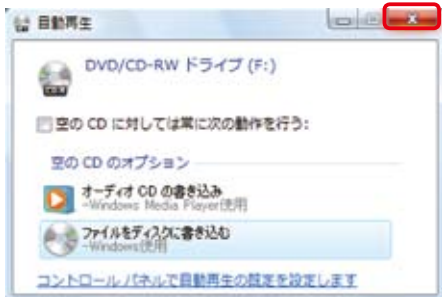 自動再生
DVD/CD-RW ドライブ (F:)
空の CD に対しては常に次の動作を行う:
空の CD のオプション
オーディオ CD の書き込み
-Windows Media Player使用
ファイルをディスクに書き込む
-Windows使用
コントロール パネルで自動再生の既定を設定します